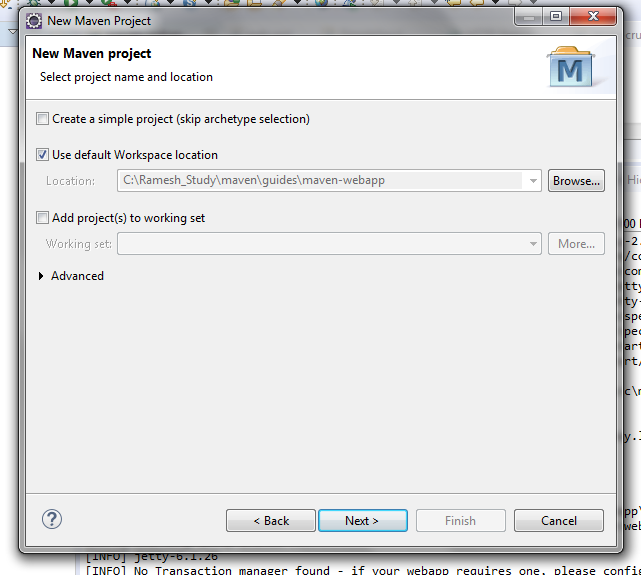 New Maven Project
New Maven project
Select project name and location
M
Create a simple project (skip archetype selection)
Use default Workspace location
Location: C:\Ramesh_Study\maven\guides\maven-webapp Browse...
Add project(s) to working set
Working set: More...
Advanced
? < Back Next > Finish Cancel
[INFO] jetty-6.1.26
[INFO] No Transaction manager found - if your webapp requires one, please config